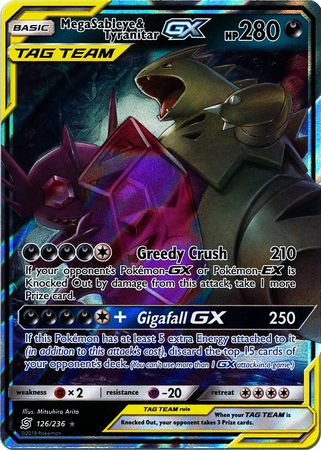 BASIC MegaSableye& Tyranitar GX HP280
TAG TEAM
Greedy Crush 210
If your opponent's Pokémon-GX or Pokémon-EX is
Knocked Out by damage from this attack, take 1 more
Prize card.
+ Gigafall GX 250
If this Pokémon has at least 5 extra Energy attached to it
(in addition to this attack's cost), discard the top 15 cards
of your opponent's deck. (You can't use more than 1 GX attack in a game.)
weakness ×2 resistance -20 retreat
Illus. Mitsuhiro Arita
TAG TEAM rule
126/236
When your TAG TEAM is
Knocked Out, your opponent takes 3 Prize cards.
©2019 Pokémon